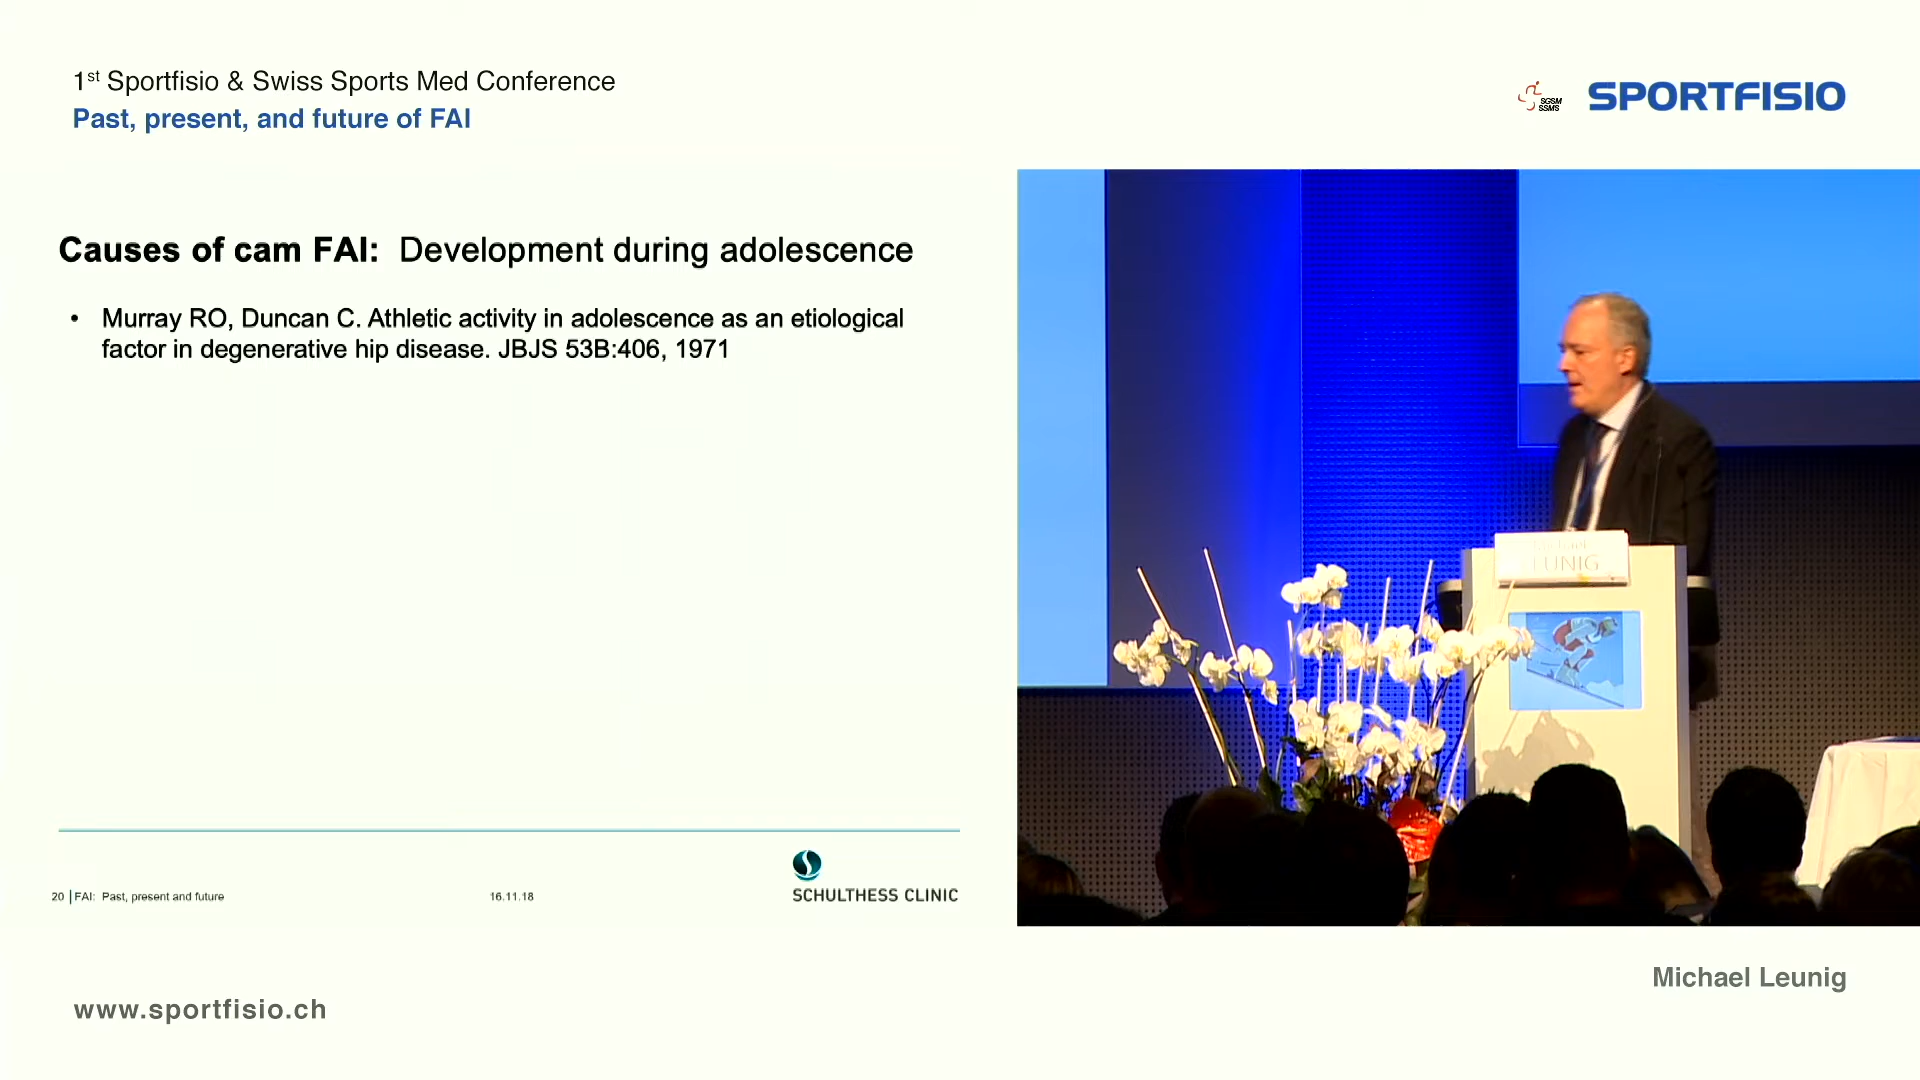 1st Sportfisio & Swiss Sports Med Conference
Past, present, and future of FAI
SGSM
SSMS
SPORTFISIO
Causes of cam FAI: Development during adolescence
• Murray RO, Duncan C. Athletic activity in adolescence as an etiological
factor in degenerative hip disease. JBJS 53B:406, 1971
20 | FAI: Past, present and future
16.11.18
SCHULTHESS CLINIC
Michael Leunig
www.sportfisio.ch